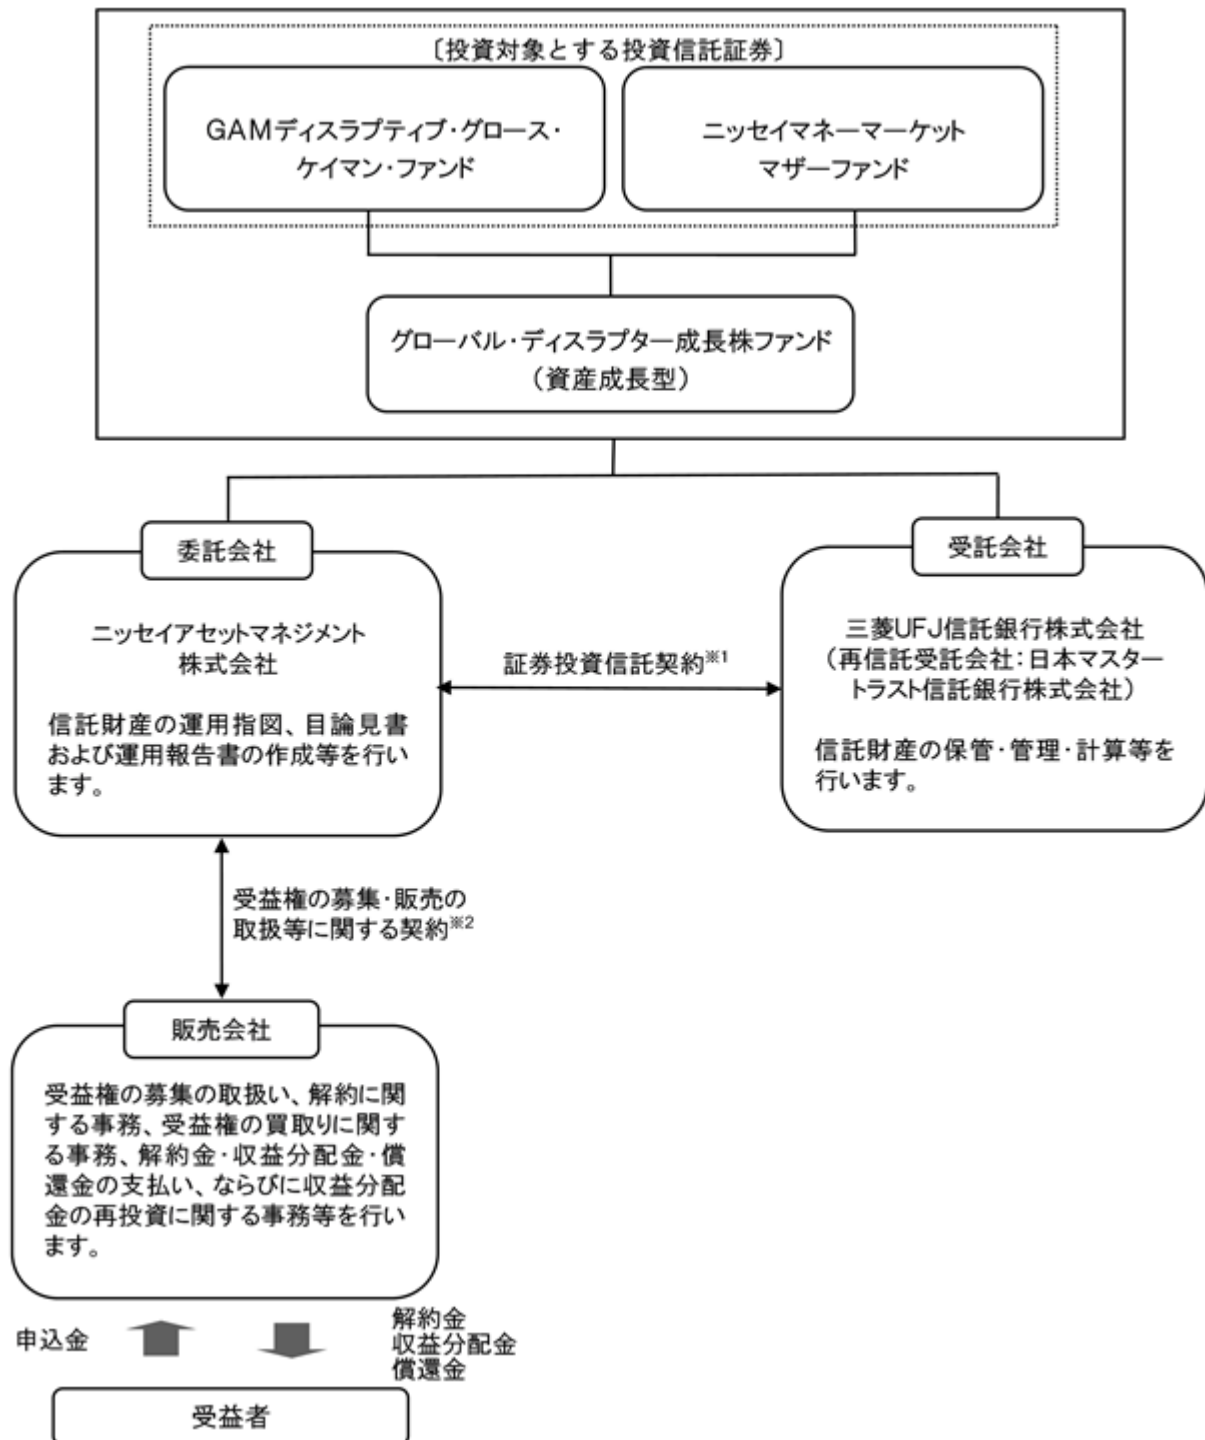 〔投資対象とする投資信託証券〕
GAMディスラプティブ・グロース・
ケイマン・ファンド
ニッセイマネーマーケット
マザーファンド
グローバル・ディスラプター成長株ファンド
（資産成長型）
委託会社
ニッセイアセットマネジメント
株式会社
信託財産の運用指図、目論見書
および運用報告書の作成等を行い
ます。
証券投資信託契約※1
受託会社
三菱UFJ信託銀行株式会社
（再信託受託会社：日本マスター
トラスト信託銀行株式会社）
信託財産の保管・管理・計算等を
行います。
受益権の募集・販売の
取扱等に関する契約※2
販売会社
受益権の募集の取扱い、解約に関
する事務、受益権の買取りに関す
る事務、解約金・収益分配金・償
還金の支払い、ならびに収益分配
金の再投資に関する事務等を行い
ます。
申込金
解約金
収益分配金
償還金
受益者